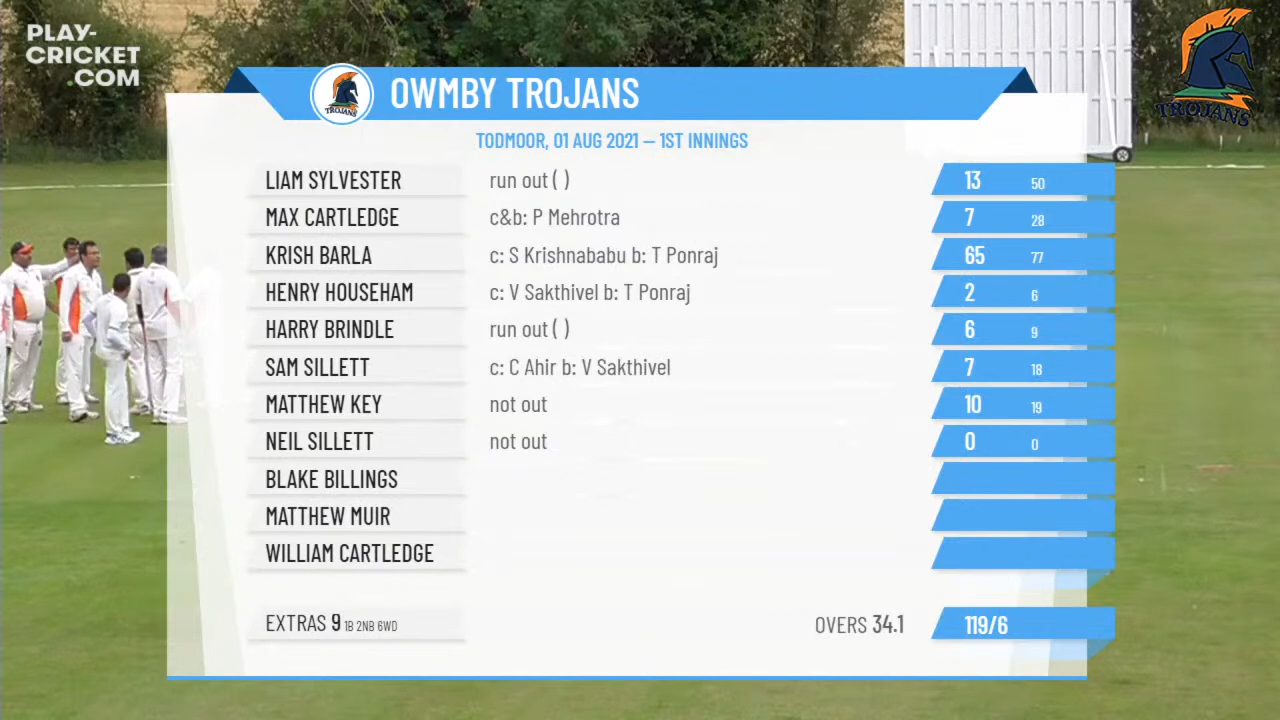 PLAY-
CRICKET
.COM
TROJANS
OWMBY TROJANS
TROJANS
TODMOOR, 01 AUG 2021 – 1ST INNINGS
LIAM SYLVESTER run out ( ) 13 50
MAX CARTLEDGE c&b: P Mehrotra 7 28
KRISH BARLA c: S Krishnababu b: T Ponraj 65 77
HENRY HOUSEHAM c: V Sakthivel b: T Ponraj 2 6
HARRY BRINDLE run out ( ) 6 9
SAM SILLETT c: C Ahir b: V Sakthivel 7 18
MATTHEW KEY not out 10 19
NEIL SILLETT not out 0 0
BLAKE BILLINGS
MATTHEW MUIR
WILLIAM CARTLEDGE
EXTRAS 9 1B 2NB 6WD OVERS 34.1 119/6